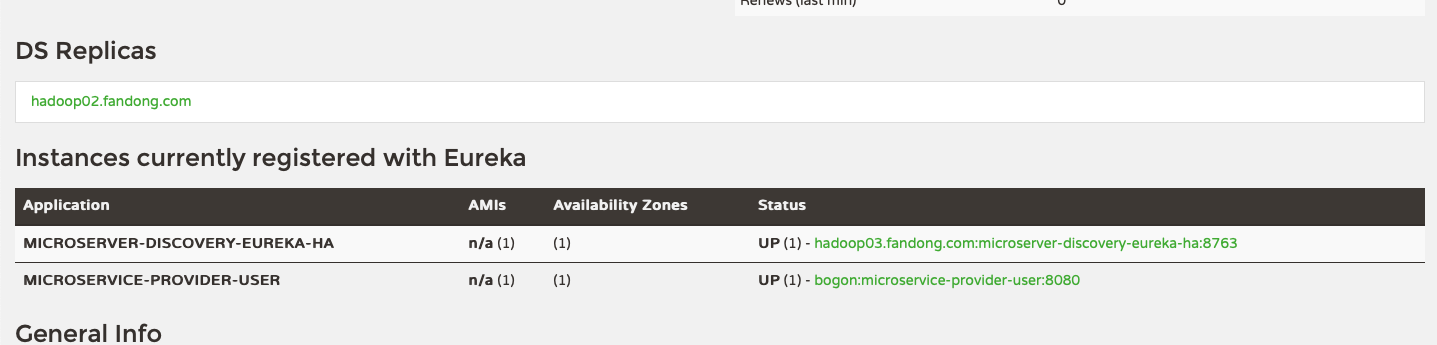 Renews (last min) 0
DS Replicas
hadoop02.fandong.com
Instances currently registered with Eureka
Application AMIs Availability Zones Status
MICROSERVER-DISCOVERY-EUREKA-HA n/a (1) (1) UP (1) - hadoop03.fandong.com:microserver-discovery-eureka-ha:8763
MICROSERVICE-PROVIDER-USER n/a (1) (1) UP (1) - bogon:microservice-provider-user:8080
General Info